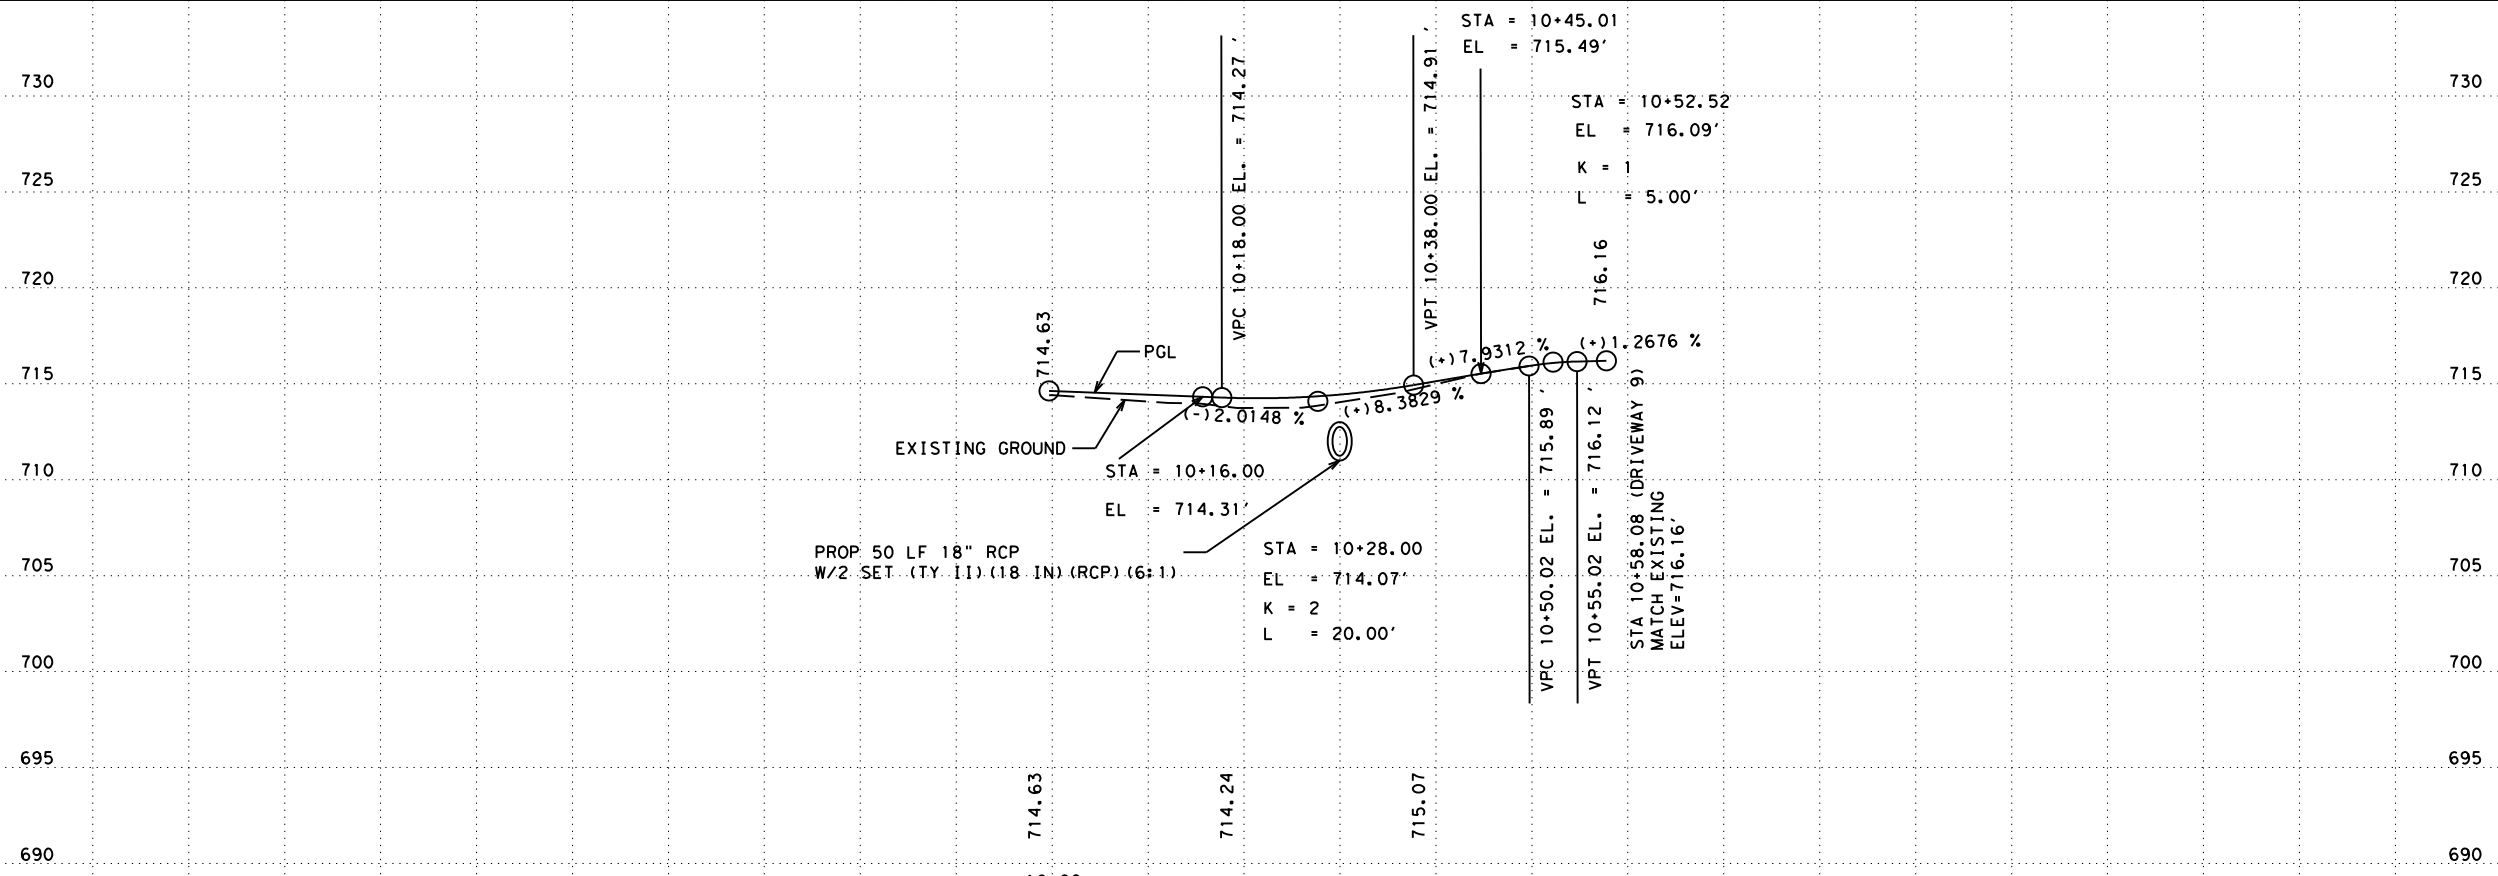 STA = 10+45.01
EL = 715.49'
730
730
STA = 10+52.52
EL = 716.09'
K = 1
L = 5.00'
VPC 10+18.00 EL. = 714.27 '
VPT 10+38.00 EL. = 714.91 '
725
725
720
720
716.16
714.63
PGL
(+)7.9312 %
(+)1.2676 %
715
715
(-)2.0148 %
(+)8.3829 %
EXISTING GROUND
STA = 10+16.00
EL = 714.31'
710
710
VPC 10+50.02 EL. = 715.89 '
VPT 10+55.02 EL. = 716.12 '
STA 10+58.08 (DRIVEWAY 9)
MATCH EXISTING
ELEV=716.16'
PROP 50 LF 18" RCP
W/2 SET (TY II)(18 IN)(RCP)(6:1)
STA = 10+28.00
EL = 714.07'
K = 2
L = 20.00'
705
705
700
700
695
695
714.63
714.24
715.07
690
690